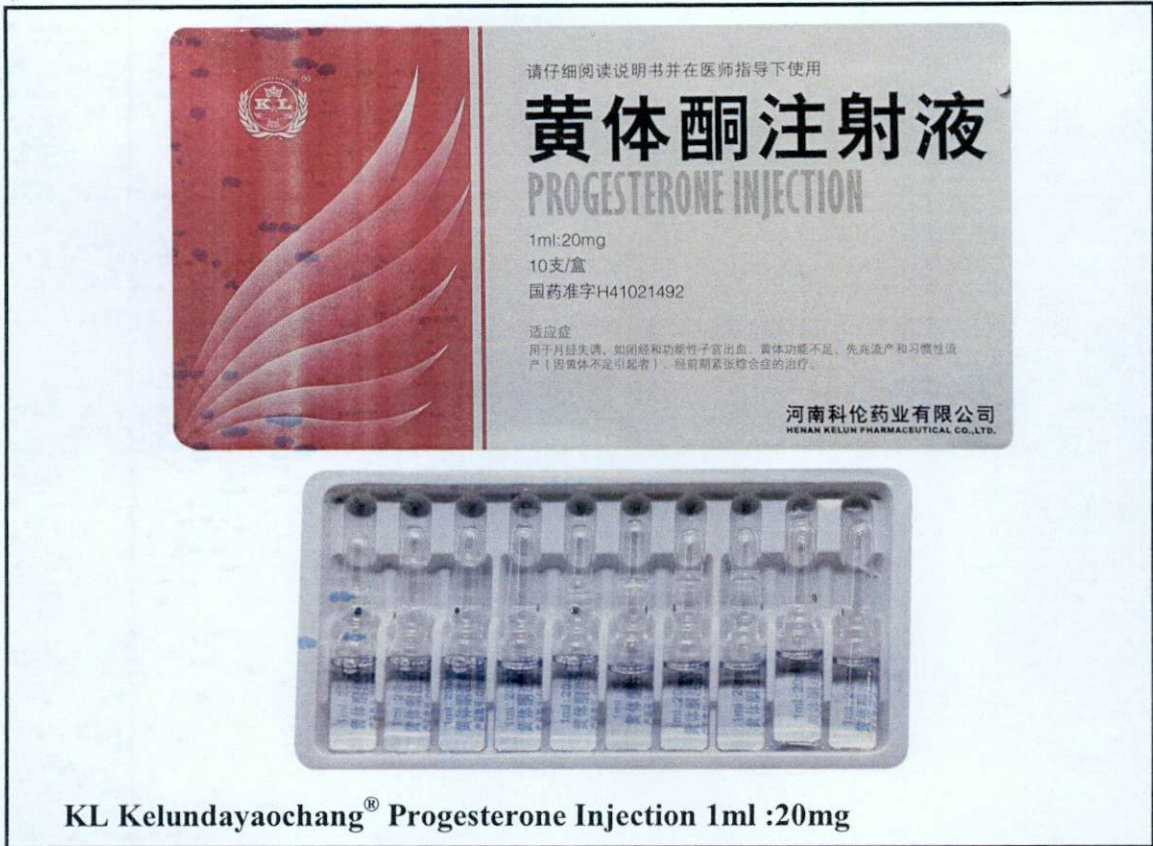 KL
请仔细阅读说明书并在医师指导下使用
黄体酮注射液
PROGESTERONE INJECTION
1ml:20mg
10支/盒
国药准字H41021492
适应症
用于月经失调，如闭经和功能性子宫出血、黄体功能不足、先兆流产和习惯性流
产（因黄体不足引起者）、经前期紧张综合症的治疗。
河南科伦药业有限公司
HENAN KELUN PHARMACEUTICAL CO.,LTD.
KL Kelundayaochang® Progesterone Injection 1ml :20mg